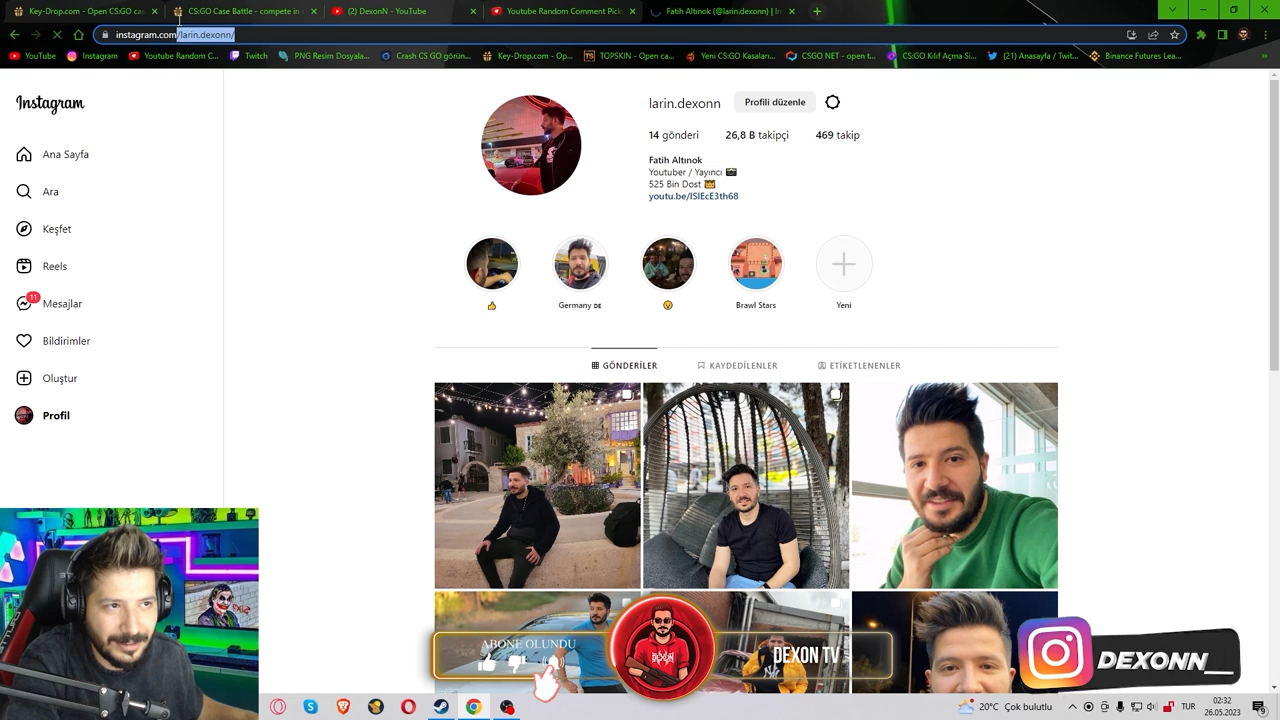 Key-Drop.com - Open CS:GO ca
CS:GO Case Battle - compete in c
(2) DexonN - YouTube
Youtube Random Comment Pick
Fatih Altınok (@larin.dexonn) | In
instagram.com/larin.dexonn/
YouTube
Instagram
Youtube Random C...
Twitch
PNG Resim Dosyala...
Crash CS GO görün...
Key-Drop.com - Op...
TOPSKIN - Open ca...
Yeni CS:GO Kasaları...
CSGO NET - open t...
CS:GO Kılıf Açma Si...
(21) Anasayfa / Twit...
Binance Futures Lea...
»
Instagram
Ana Sayfa
Ara
Keşfet
Reels
11
Mesajlar
Bildirimler
Oluştur
Profil
larin.dexonn
Profili düzenle
14 gönderi
26,8 B takipçi
469 takip
Fatih Altınok
Youtuber / Yayıncı 📷
525 Bin Dost 👑
youtu.be/ISIEcE3th68
👍
Germany 🇩🇪
😉
Brawl Stars
Yeni
GÖNDERİLER
KAYDEDİLENLER
ETİKETLENENLER
ABONE OLUNDU
DEXON TV
DEXONN__
20°C Çok bulutlu
TUR
02:32
26.05.2023
9